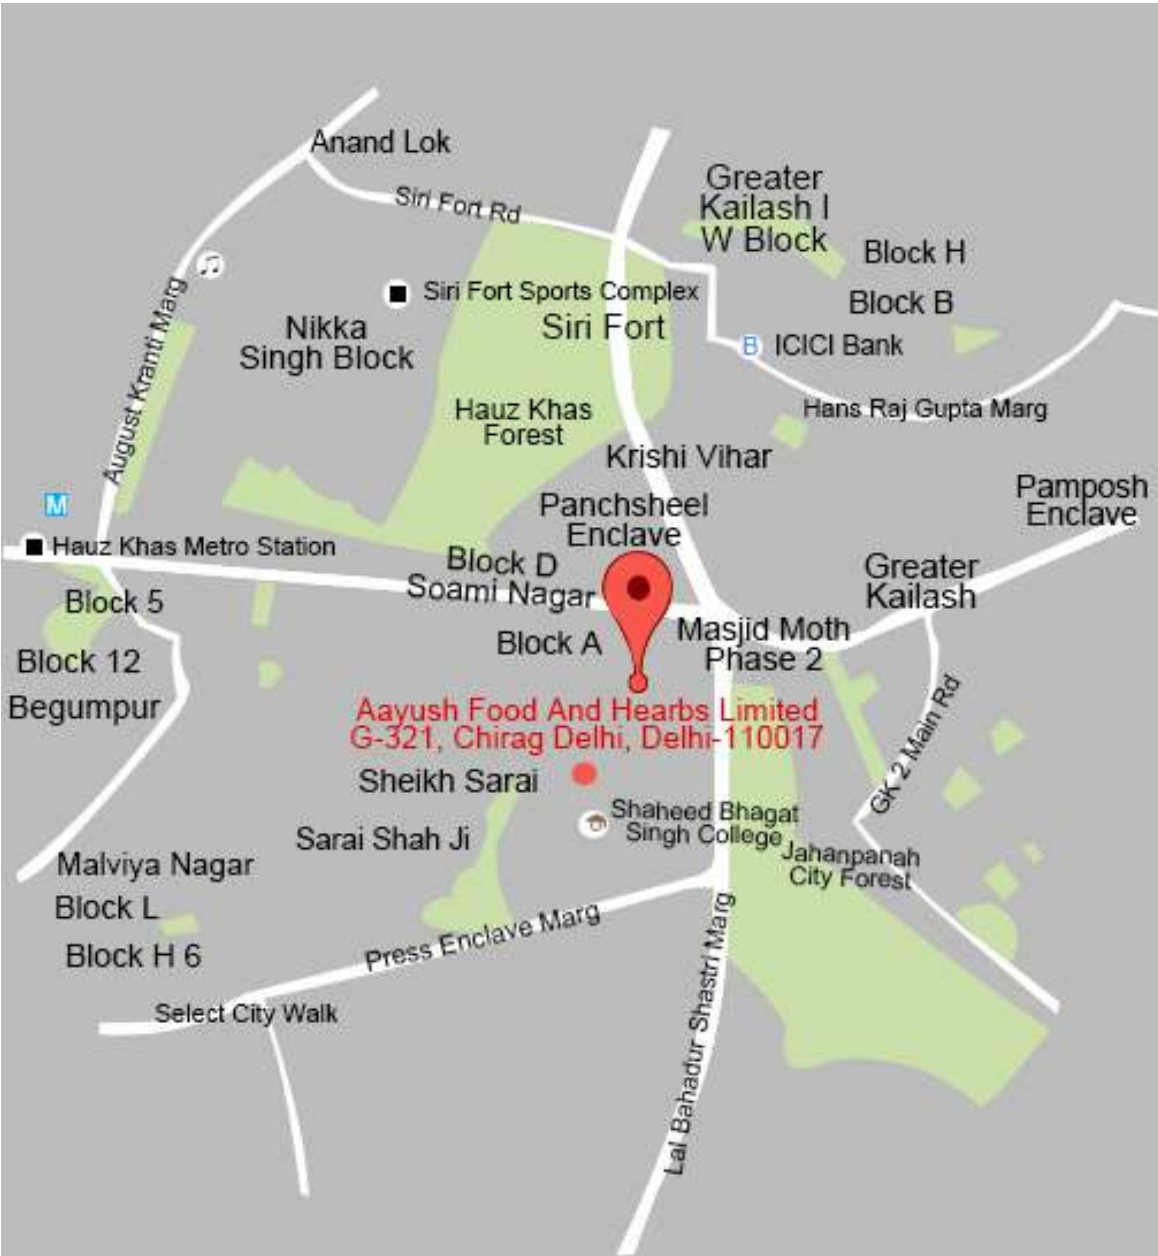 Anand Lok
Siri Fort Rd
Greater
Kailash I
W Block
Block H
Siri Fort Sports Complex
Block B
Nikka
Singh Block
Siri Fort
B
ICICI Bank
August Kranti Marg
Hauz Khas
Forest
Hans Raj Gupta Marg
Krishi Vihar
M
Panchsheel
Enclave
Pamposh
Enclave
Hauz Khas Metro Station
Block D
Soami Nagar
Greater
Kailash
Block 5
Block A
Masjid Moth
Phase 2
Block 12
Begumpur
Aayush Food And Hearbs Limited
G-321, Chirag Delhi, Delhi-110017
GK 2 Main Rd
Sheikh Sarai
Shaheed Bhagat
Singh College
Sarai Shah Ji
Jahanpanah
City Forest
Malviya Nagar
Block L
Press Enclave Marg
Block H 6
Select City Walk
Lal Bahadur Shastri Marg